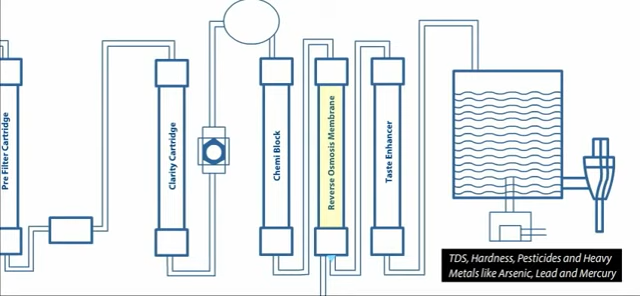 Pre Filter Cartridge
Clarity Cartridge
Chemi Block
Reverse Osmosis Membrane
Taste Enhancer
TDS, Hardness, Pesticides and Heavy
Metals like Arsenic, Lead and Mercury